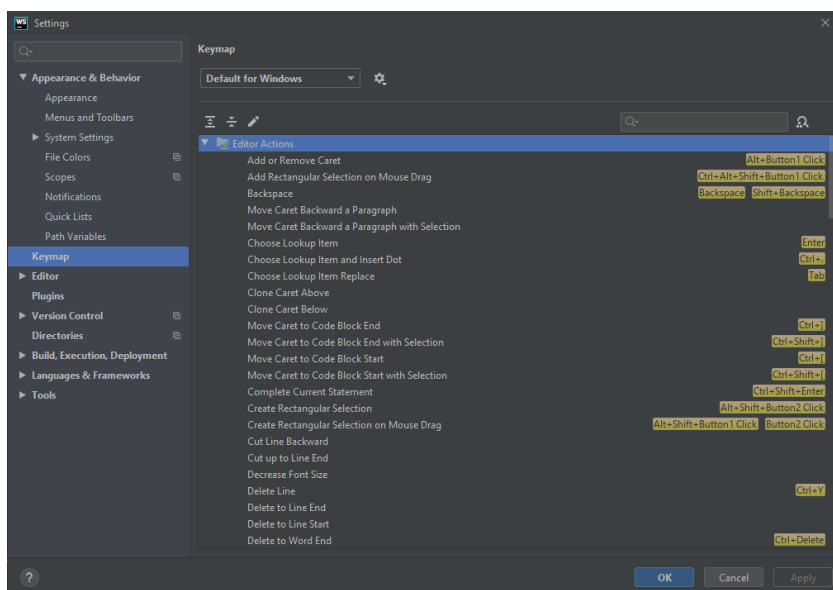 WS Settings
Appearance & Behavior
Appearance
Menus and Toolbars
System Settings
File Colors
Scopes
Notifications
Quick Lists
Path Variables
Keymap
Editor
Plugins
Version Control
Directories
Build, Execution, Deployment
Languages & Frameworks
Tools
Keymap
Default for Windows
Editor Actions
Add or Remove Caret Alt+Button1 Click
Add Rectangular Selection on Mouse Drag Ctrl+Alt+Shift+Button1 Click
Backspace Backspace Shift+Backspace
Move Caret Backward a Paragraph
Move Caret Backward a Paragraph with Selection
Choose Lookup Item Enter
Choose Lookup Item and Insert Dot Ctrl+.
Choose Lookup Item Replace Tab
Clone Caret Above
Clone Caret Below
Move Caret to Code Block End Ctrl+]
Move Caret to Code Block End with Selection Ctrl+Shift+]
Move Caret to Code Block Start Ctrl+[
Move Caret to Code Block Start with Selection Ctrl+Shift+[
Complete Current Statement Ctrl+Shift+Enter
Create Rectangular Selection Alt+Shift+Button2 Click
Create Rectangular Selection on Mouse Drag Alt+Shift+Button1 Click Button2 Click
Cut Line Backward
Cut up to Line End
Decrease Font Size
Delete Line Ctrl+Y
Delete to Line End
Delete to Line Start
Delete to Word End Ctrl+Delete
? OK Cancel Apply